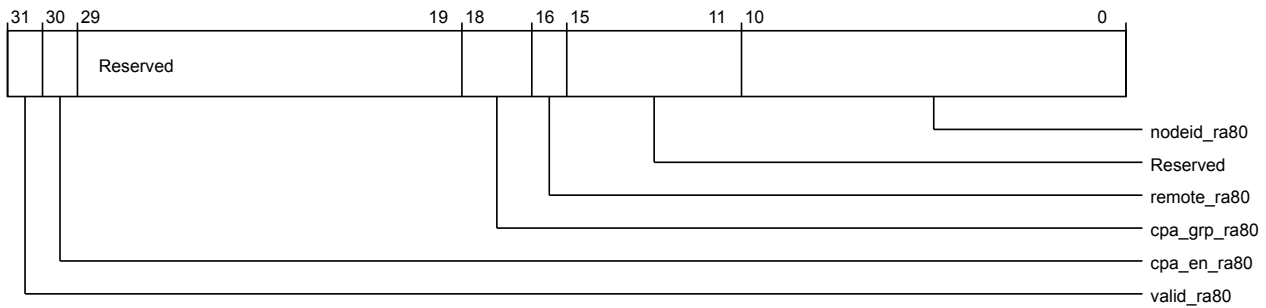 31 30 29 19 18 16 15 11 10 0
Reserved
nodeid_ra80
Reserved
remote_ra80
cpa_grp_ra80
cpa_en_ra80
valid_ra80